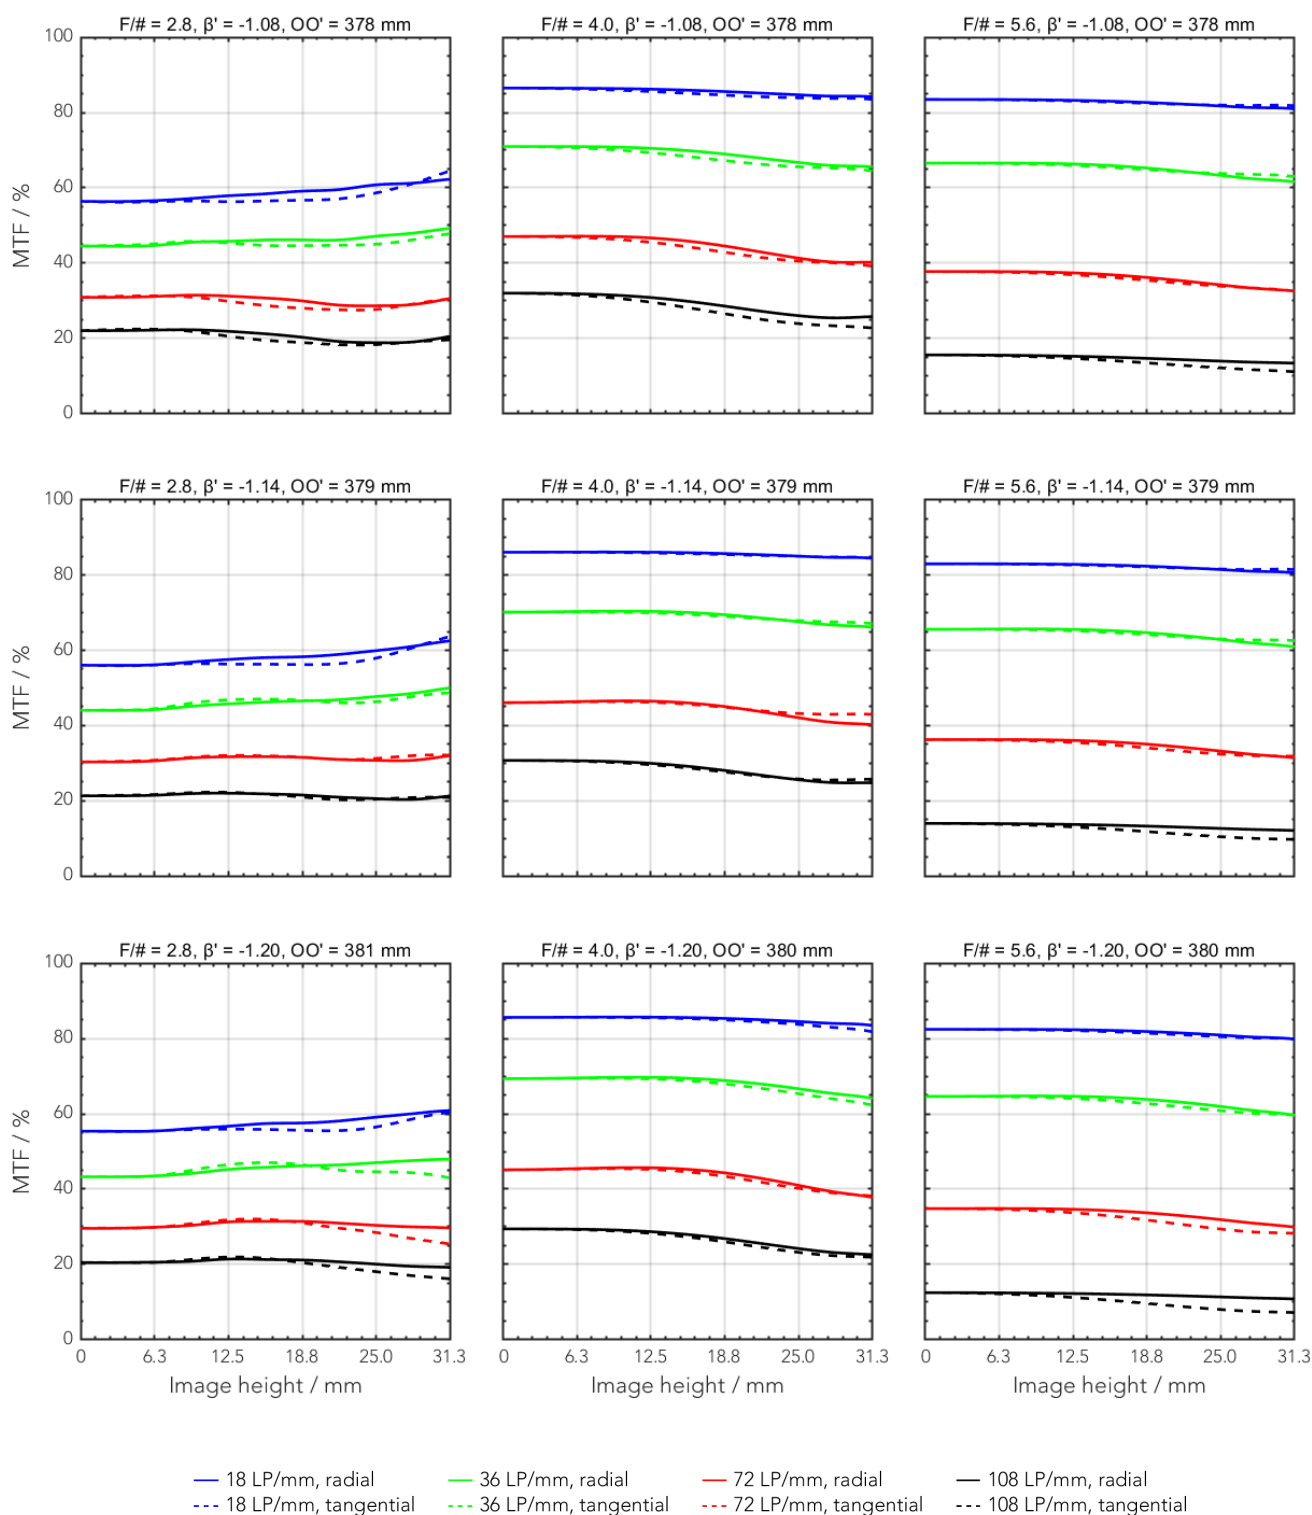 F/# = 2.8, β' = -1.08, OO' = 378 mm
F/# = 4.0, β' = -1.08, OO' = 378 mm
F/# = 5.6, β' = -1.08, OO' = 378 mm
100
80
60
40
20
0
MTF / %
F/# = 2.8, β' = -1.14, OO' = 379 mm
F/# = 4.0, β' = -1.14, OO' = 379 mm
F/# = 5.6, β' = -1.14, OO' = 379 mm
100
80
60
40
20
0
MTF / %
F/# = 2.8, β' = -1.20, OO' = 381 mm
F/# = 4.0, β' = -1.20, OO' = 380 mm
F/# = 5.6, β' = -1.20, OO' = 380 mm
100
80
60
40
20
0
MTF / %
0 6.3 12.5 18.8 25.0 31.3
0 6.3 12.5 18.8 25.0 31.3
0 6.3 12.5 18.8 25.0 31.3
Image height / mm
Image height / mm
Image height / mm
18 LP/mm, radial
36 LP/mm, radial
72 LP/mm, radial
108 LP/mm, radial
18 LP/mm, tangential
36 LP/mm, tangential
72 LP/mm, tangential
108 LP/mm, tangential